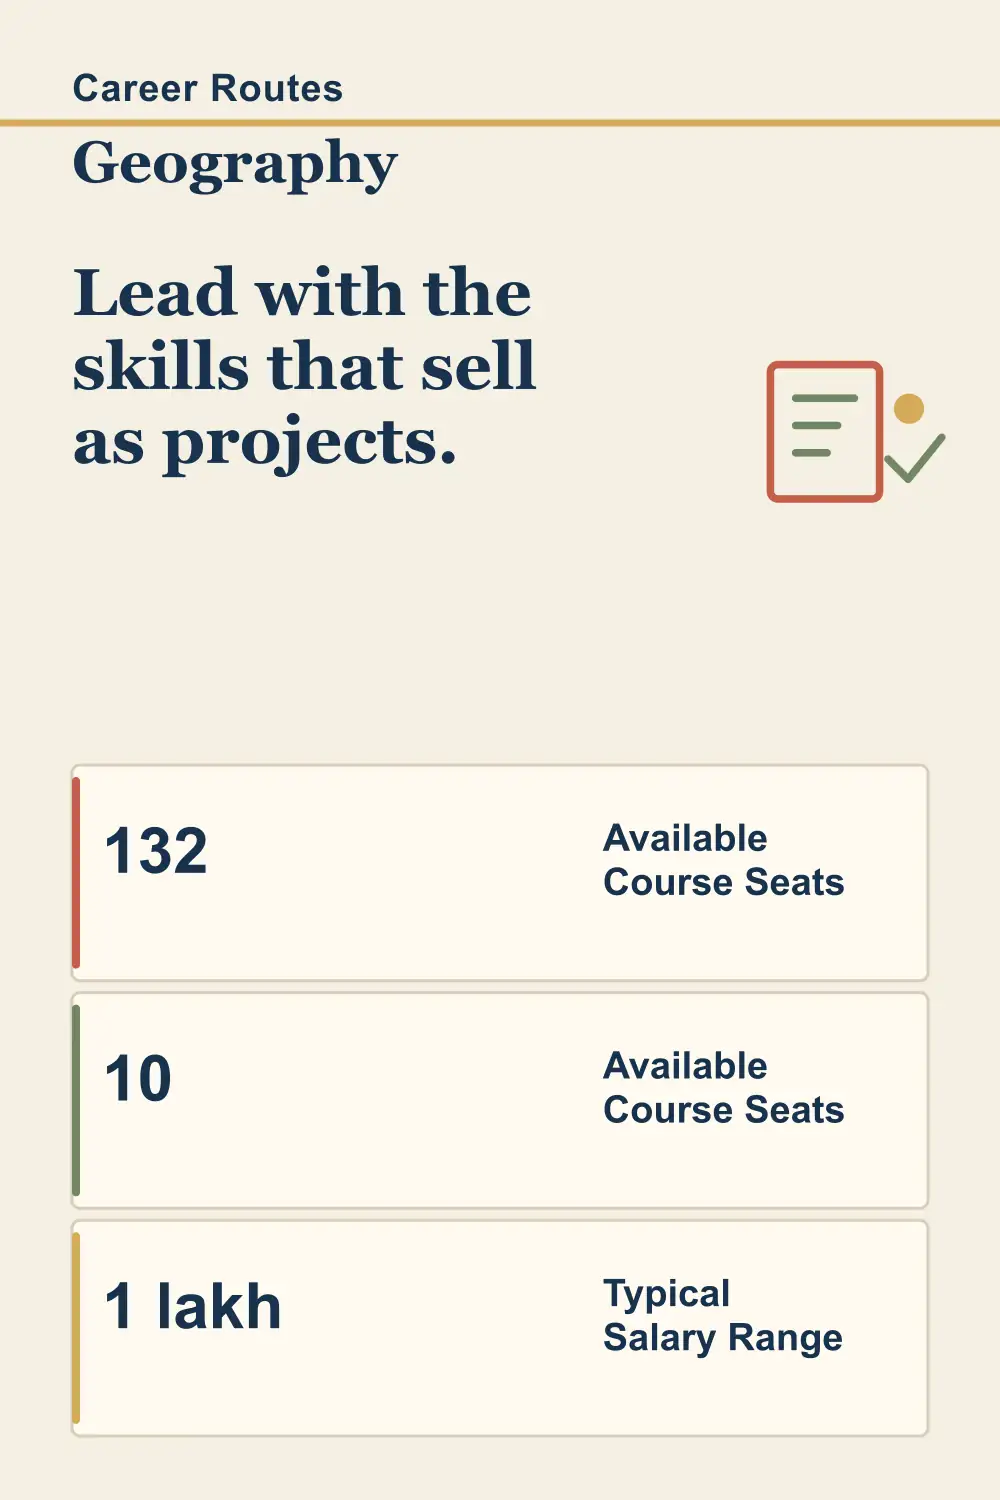 Career Routes
Geography
Lead with the
skills that sell
as projects.
132
Available
Course Seats
10
Available
Course Seats
1 lakh
Typical
Salary Range